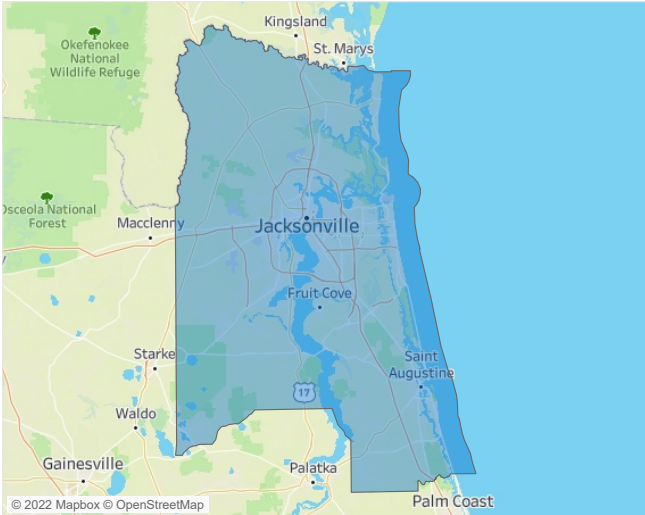 Kingsland
St. Marys
Okefenokee
National
Wildlife Refuge
Osceola National
Forest
Macclenny
Jacksonville
Fruit Cove
Starke
Saint
Augustine
17
Waldo
Gainesville
Palatka
Palm Coast
© 2022 Mapbox © OpenStreetMap